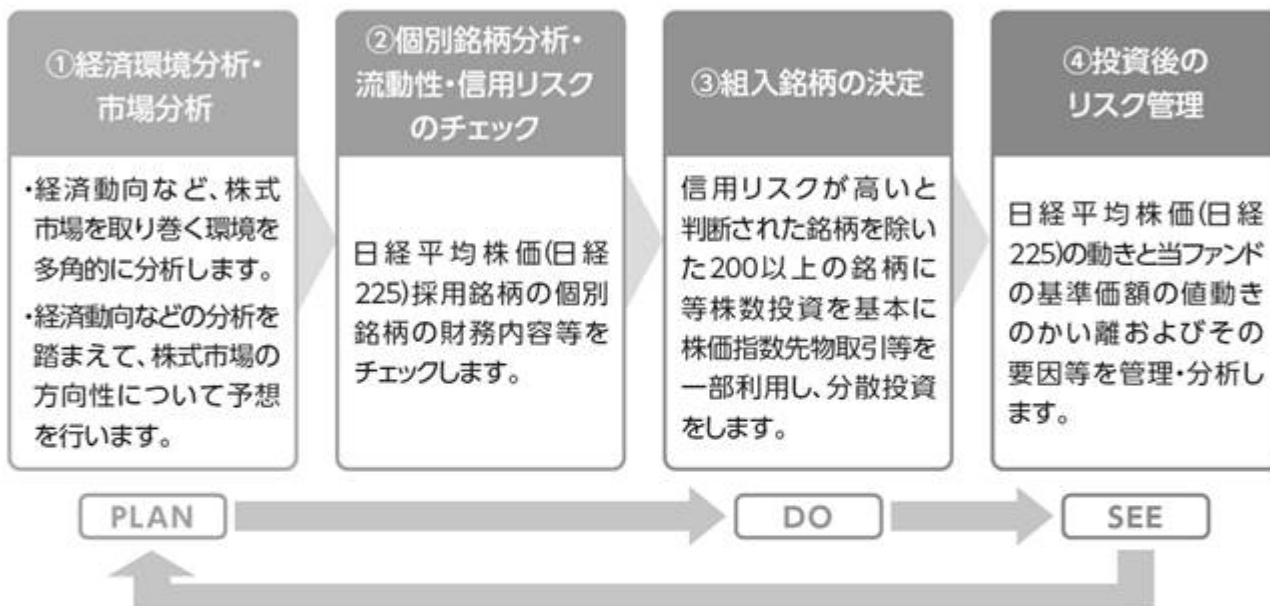 ①経済環境分析・
市場分析
・経済動向など、株式
市場を取り巻く環境を
多角的に分析します。
・経済動向などの分析を
踏まえて、株式市場の
方向性について予想
を行います。
②個別銘柄分析・
流動性・信用リスク
のチェック
日経平均株価(日経
225)採用銘柄の個別
銘柄の財務内容等を
チェックします。
③組入銘柄の決定
信用リスクが高いと
判断された銘柄を除い
た200以上の銘柄に
等株数投資を基本に
株価指数先物取引等を
一部利用し、分散投資
をします。
④投資後の
リスク管理
日経平均株価(日経
225)の動きと当ファンド
の基準価額の値動き
のかい離およびその
要因等を管理・分析し
ます。
PLAN
DO
SEE